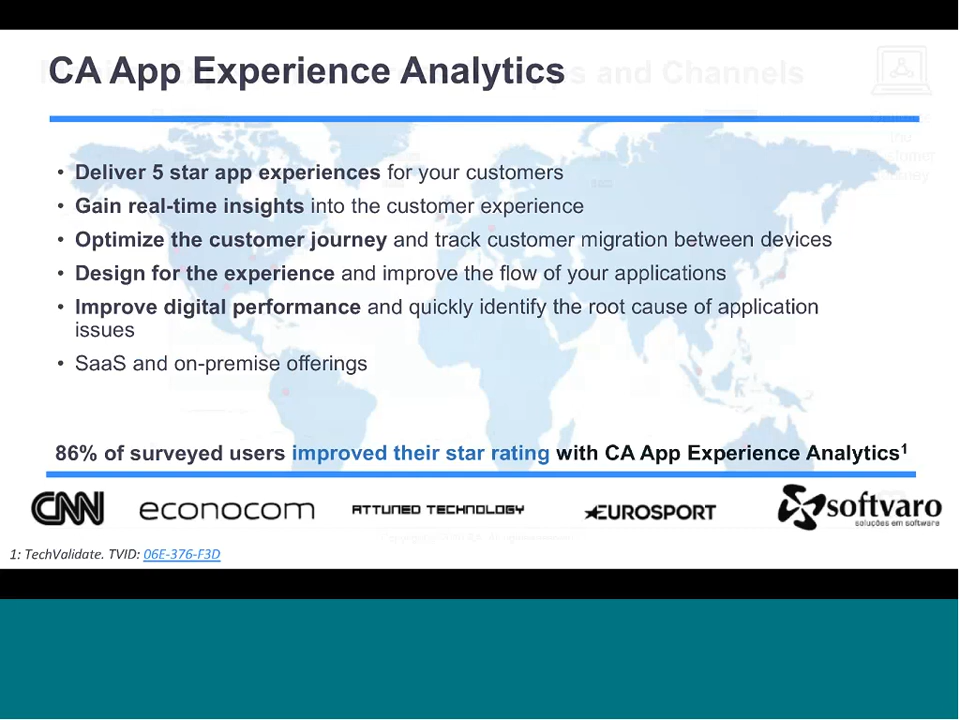 CA App Experience Analytics
ps and Channels
• Deliver 5 star app experiences for your customers
• Gain real-time insights into the customer experience
• Optimize the customer journey and track customer migration between devices
• Design for the experience and improve the flow of your applications
• Improve digital performance and quickly identify the root cause of application
issues
• SaaS and on-premise offerings
86% of surveyed users improved their star rating with CA App Experience Analytics1
CNN
econocom
ATTUNED TECHNOLOGY
EUROSPORT
softvaro
soluções em software
1: TechValidate. TVID: 06E-376-F3D